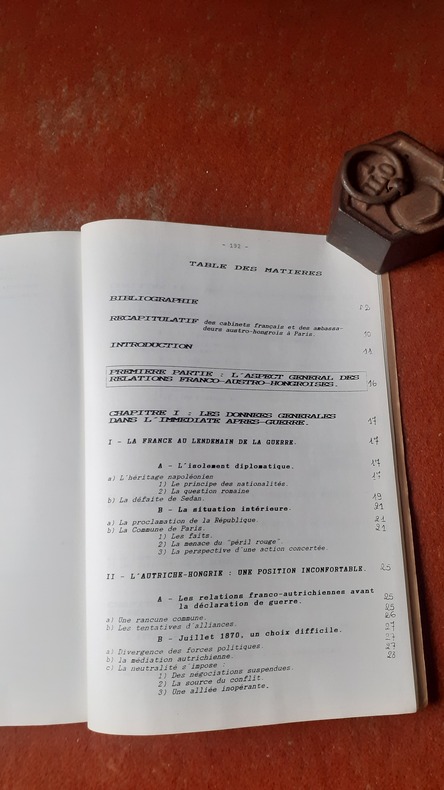 - 192 -
TABLE DES MATIERES
BIBLIOGRAPHIE
RECAPITULATIF des cabinets français et des ambassa-
deurs austro-hongrois à Paris. 10
INTRODUCTION 11
PREMIERE PARTIE : L'ASPECT GENERAL DES
RELATIONS FRANCO-AUSTRO-HONGROISES. 16
CHAPITRE I : LES DONNEES GENERALES
DANS L'IMMEDIATE APRES-GUERRE. 17
I - LA FRANCE AU LENDEMAIN DE LA GUERRE. 17
A - L'isolement diplomatique. 17
a) L'héritage napoléonien 17
1) Le principe des nationalités.
2) La question romaine
b) La défaite de Sedan. 19
B - La situation intérieure. 21
a) La proclamation de la République. 21
b) La Commune de Paris. 21
1) Les faits.
2) La menace du "péril rouge".
3) La perspective d'une action concertée.
II - L'AUTRICHE-HONGRIE : UNE POSITION INCONFORTABLE. 25
A - Les relations franco-autrichiennes avant
la déclaration de guerre. 25
a) Une rancune commune. 25
b) Les tentatives d'alliances. 26
B - Juillet 1870, un choix difficile. 27
a) Divergence des forces politiques. 27
b) la médiation autrichienne. 27
c) La neutralité s'impose : 28
1) Des négociations suspendues.
2) La source du conflit.
3) Une alliée inopérante.